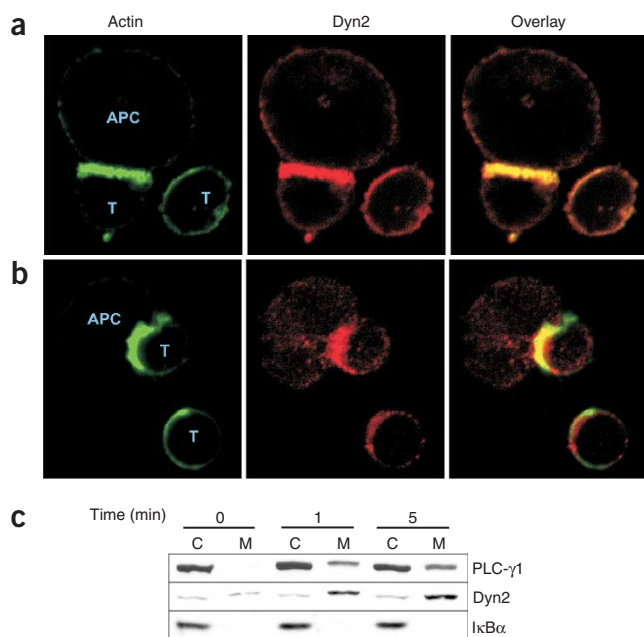 a
Actin Dyn2 Overlay
APC
T
T
b
APC
T
T
c
Time (min) 0 1 5
C M C M C M
PLC-γ1
Dyn2
IκBα